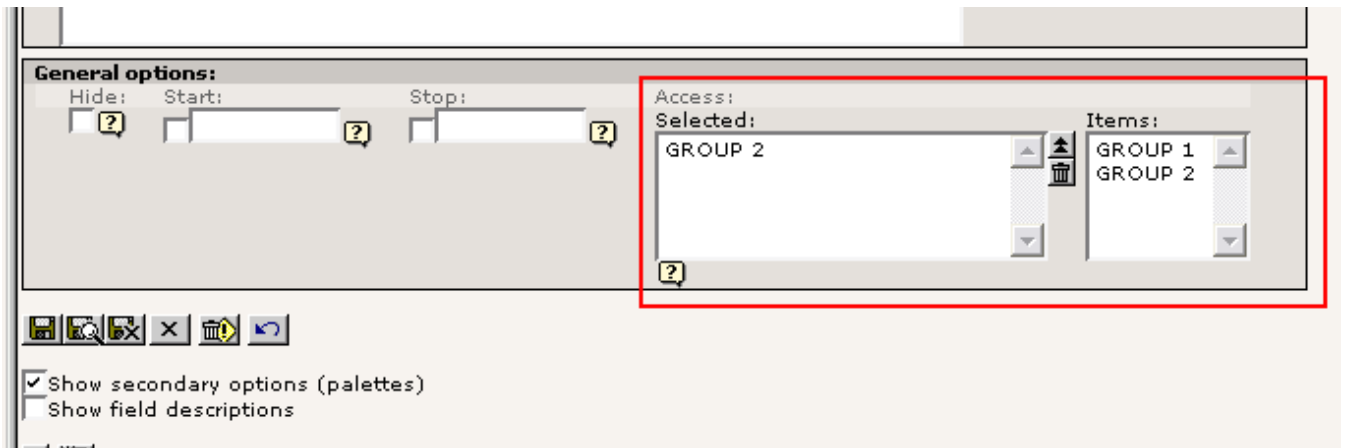 General options:
Hide: Start: Stop: Access:
Selected: Items:
GROUP 2 GROUP 1
GROUP 2
Show secondary options (palettes)
Show field descriptions